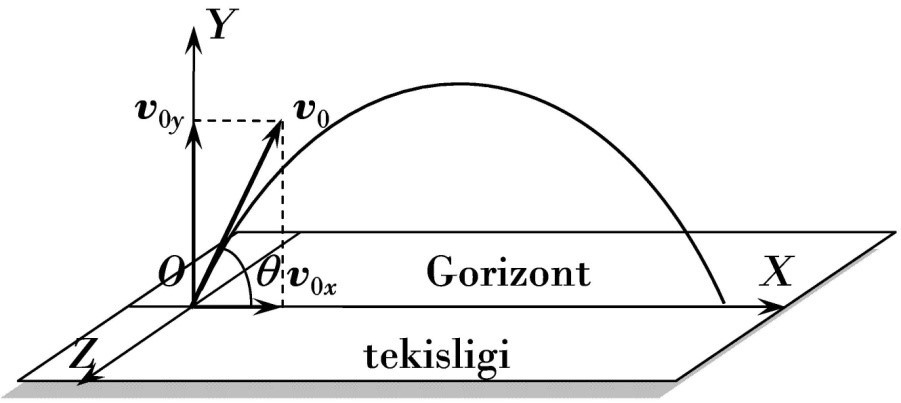 Y
v0y
v0
O
θ
v0x
Gorizont
X
Z
tekisligi